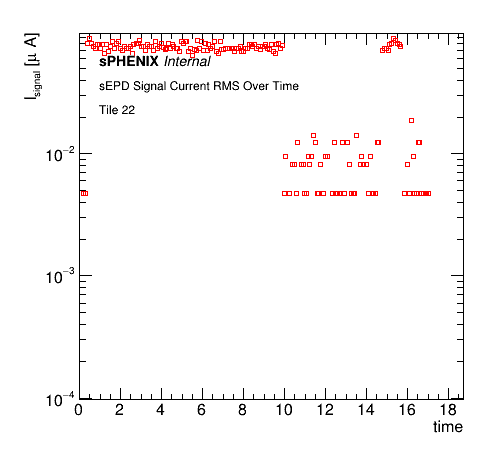 I_signal [μ A]
sPHENIX Internal
sEPD Signal Current RMS Over Time
Tile 22
10⁻²
10⁻³
10⁻⁴
0 2 4 6 8 10 12 14 16 18
time